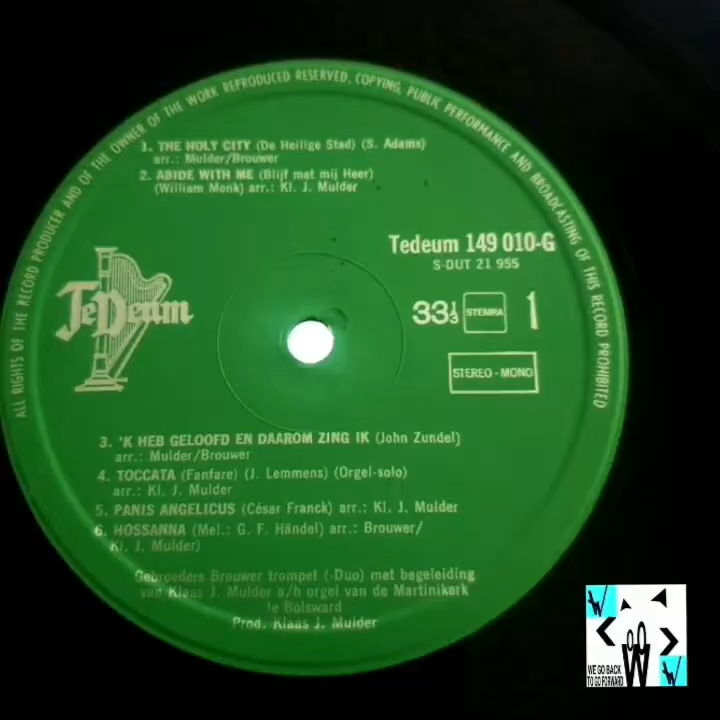 ALL RIGHTS OF THE RECORD PRODUCER AND OF THE OWNER OF THE WORK REPRODUCED RESERVED. COPYING, PUBLIC PERFORMANCE AND BROADCASTING OF THIS RECORD PROHIBITED
1. THE HOLY CITY (De Heilige Stad) (S. Adams)
arr.: Mulder/Brouwer
2. ABIDE WITH ME (Blijf met mij Heer)
(William Monk) arr.: Kl. J. Mulder
Tedeum 149 010-G
S-DUT 21 955
TeDeum
33⅓ STEMRA 1
STEREO - MONO
3. 'K HEB GELOOFD EN DAAROM ZING IK (John Zundel)
arr.: Mulder/Brouwer
4. TOCCATA (Fanfare) (J. Lemmens) (Orgel-solo)
arr.: Kl. J. Mulder
5. PANIS ANGELICUS (César Franck) arr.: Kl. J. Mulder
6. HOSSANNA (Mel.: G. F. Händel) arr.: Brouwer/
Kl. J. Mulder)
Gebroeders Brouwer trompet (-Duo) met begeleiding
van Klaas J. Mulder a/h orgel van de Martinikerk
te Bolsward
Prod. Klaas J. Mulder
WE GO BACK
TO GO FORWARD